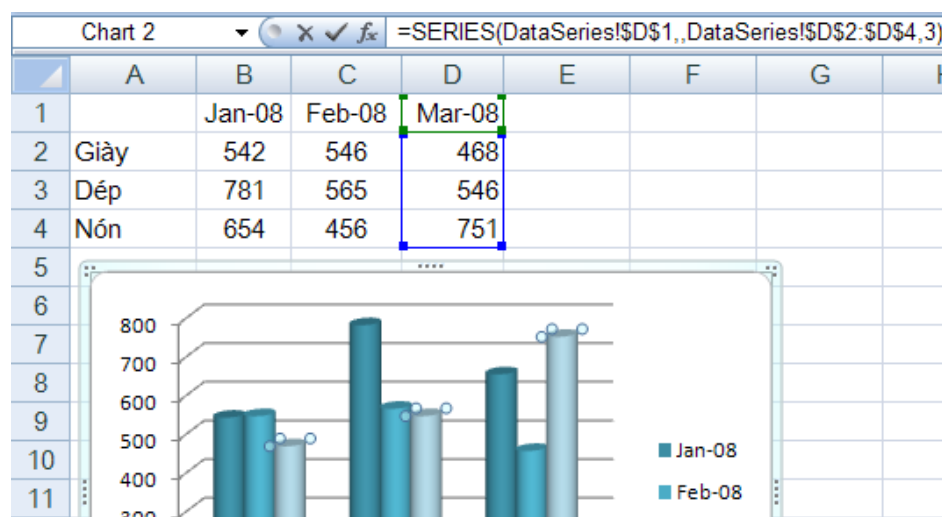 Chart 2 fx =SERIES(DataSeries!$D$1,,DataSeries!$D$2:$D$4,3)
A B C D E F G
1 Jan-08 Feb-08 Mar-08
2 Giày 542 546 468
3 Dép 781 565 546
4 Nón 654 456 751
5
6
7
8
9
10
11
800
700
600
500
400
300
Jan-08
Feb-08